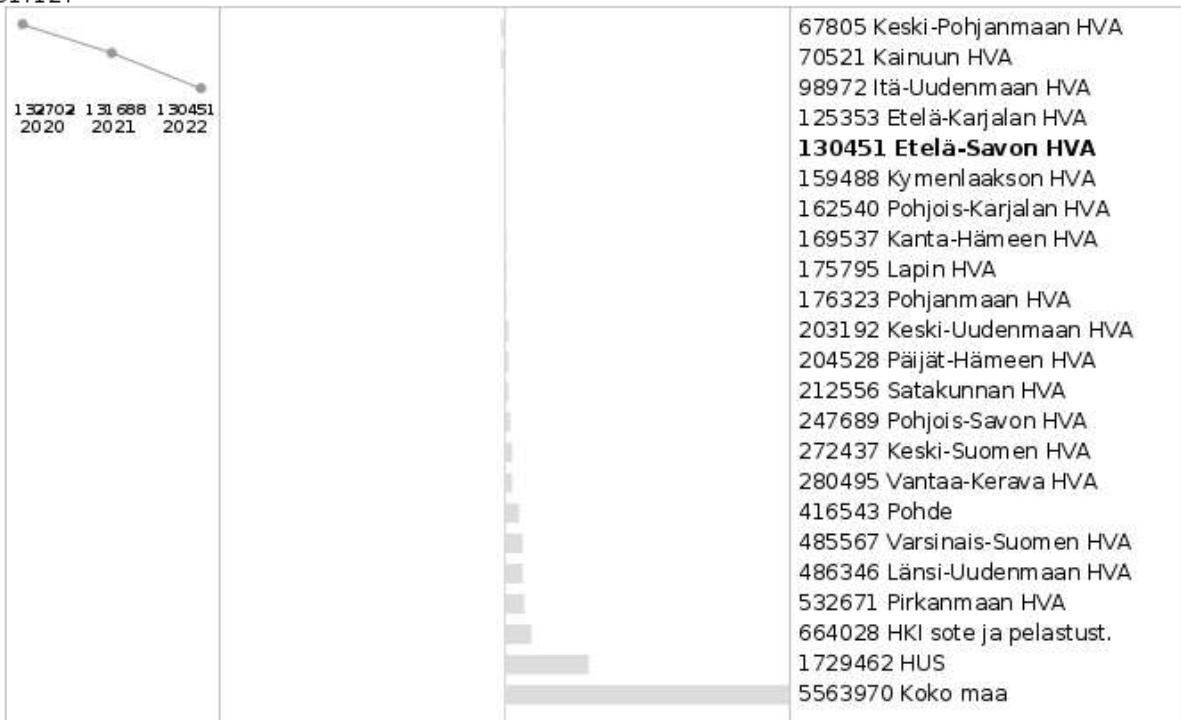 132702 131688 130451
2020 2021 2022
67805 Keski-Pohjanmaan HVA
70521 Kainuun HVA
98972 Itä-Uudenmaan HVA
125353 Etelä-Karjalan HVA
130451 Etelä-Savon HVA
159488 Kymenlaakson HVA
162540 Pohjois-Karjalan HVA
169537 Kanta-Hämeen HVA
175795 Lapin HVA
176323 Pohjanmaan HVA
203192 Keski-Uudenmaan HVA
204528 Päijät-Hämeen HVA
212556 Satakunnan HVA
247689 Pohjois-Savon HVA
272437 Keski-Suomen HVA
280495 Vantaa-Kerava HVA
416543 Pohde
485567 Varsinais-Suomen HVA
486346 Länsi-Uudenmaan HVA
532671 Pirkanmaan HVA
664028 HKI sote ja pelastust.
1729462 HUS
5563970 Koko maa